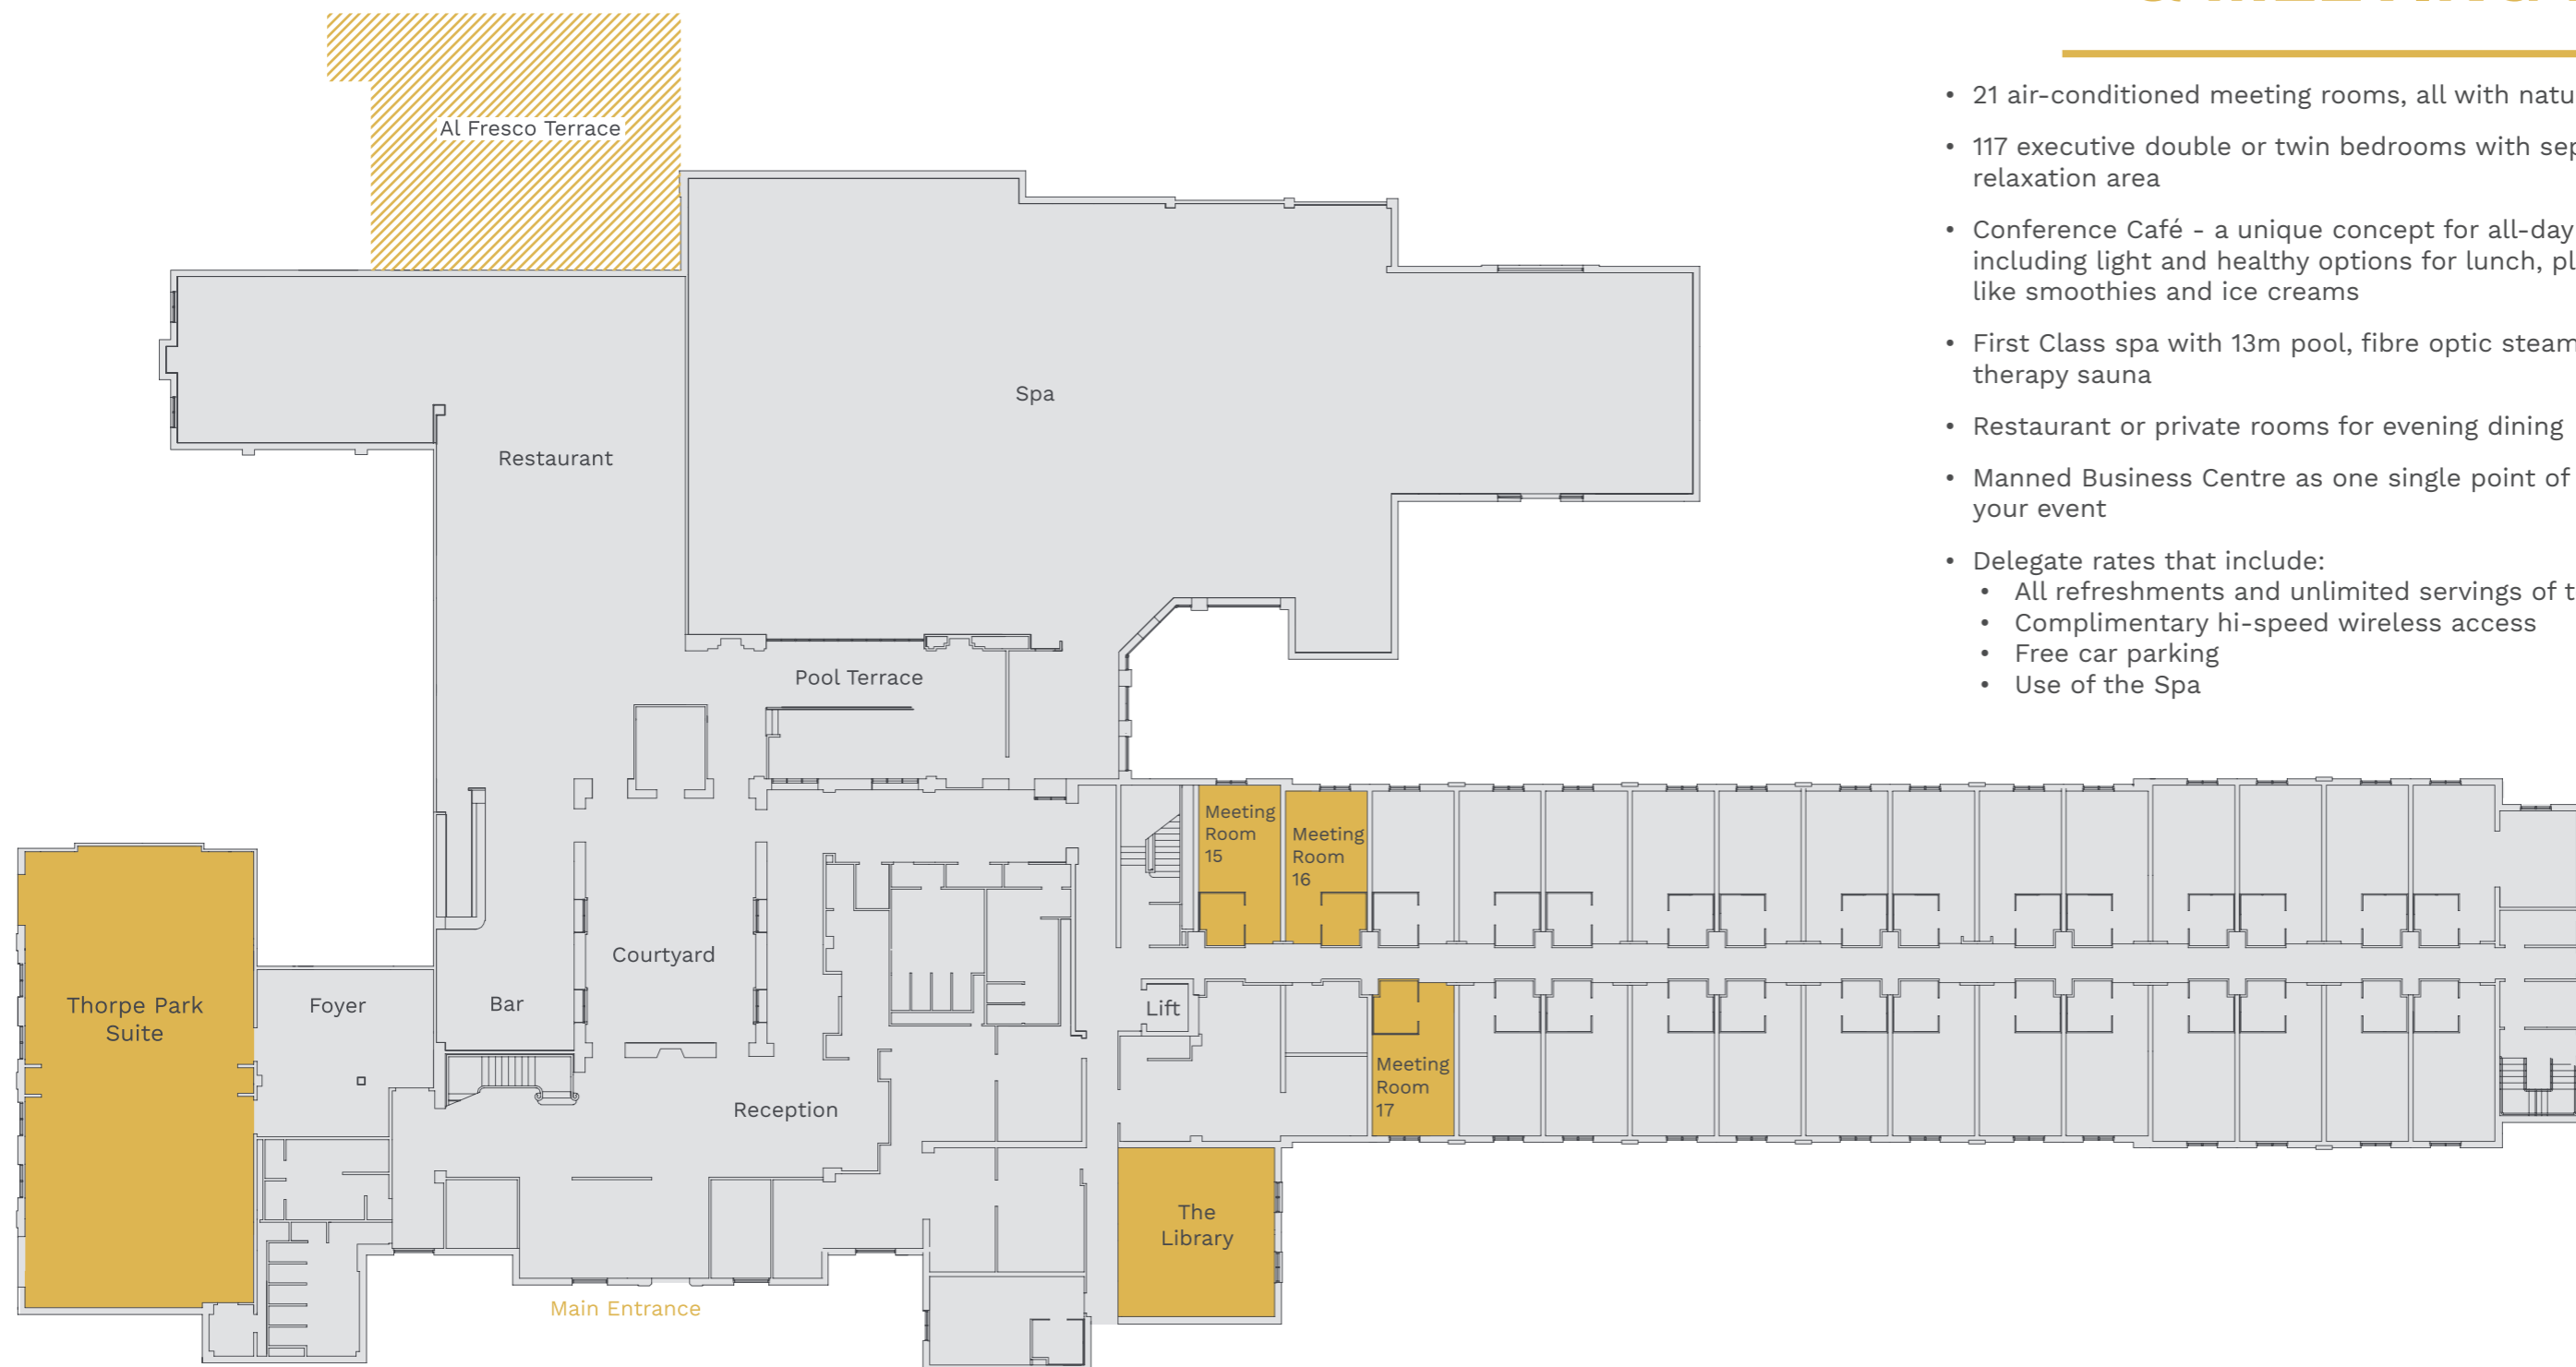 Al Fresco Terrace
Spa
Restaurant
Pool Terrace
Meeting
Room
15
Meeting
Room
16
Courtyard
Thorpe Park
Suite
Foyer
Bar
Lift
Meeting
Room
17
Reception
The
Library
Main Entrance
• 21 air-conditioned meeting rooms, all with natu
• 117 executive double or twin bedrooms with sep
relaxation area
• Conference Café - a unique concept for all-day
including light and healthy options for lunch, pl
like smoothies and ice creams
• First Class spa with 13m pool, fibre optic steam
therapy sauna
• Restaurant or private rooms for evening dining
• Manned Business Centre as one single point of
your event
• Delegate rates that include:
• All refreshments and unlimited servings of t
• Complimentary hi-speed wireless access
• Free car parking
• Use of the Spa